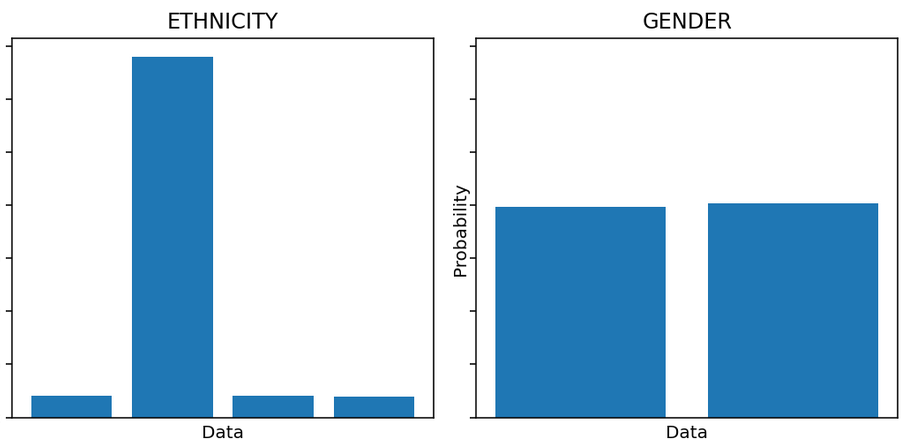 ETHNICITY
GENDER
Probability
Data
Data